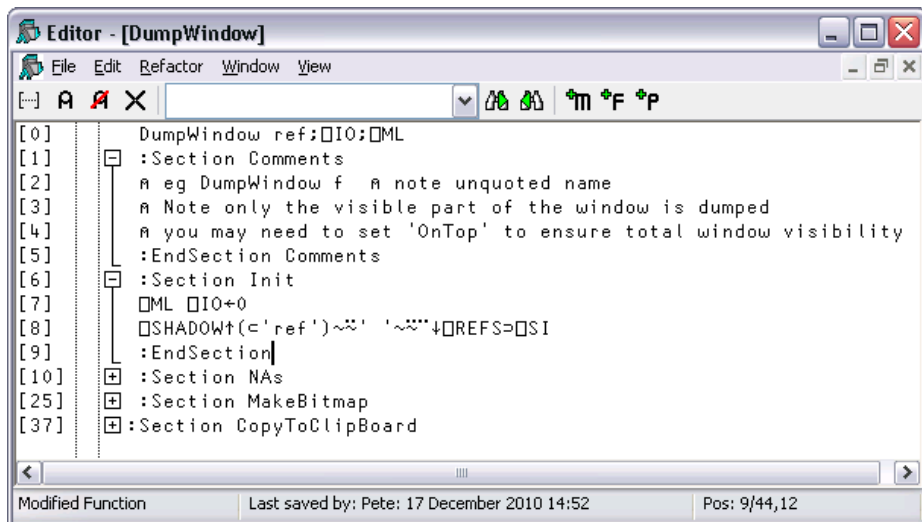 Editor - [DumpWindow]
File Edit Refactor Window View
[0] DumpWindow ref;⎕IO;⎕ML
[1] :Section Comments
[2] ⍝ eg DumpWindow f ⍝ note unquoted name
[3] ⍝ Note only the visible part of the window is dumped
[4] ⍝ you may need to set 'OnTop' to ensure total window visibility
[5] :EndSection Comments
[6] :Section Init
[7] ⎕ML ⎕IO←0
[8] ⎕SHADOW↑(⊂'ref')~⍨' '~⍨¨↓⎕REFS⊃⎕SI
[9] :EndSection
[10] :Section NAs
[25] :Section MakeBitmap
[37] :Section CopyToClipBoard
Modified Function Last saved by: Pete: 17 December 2010 14:52 Pos: 9/44,12